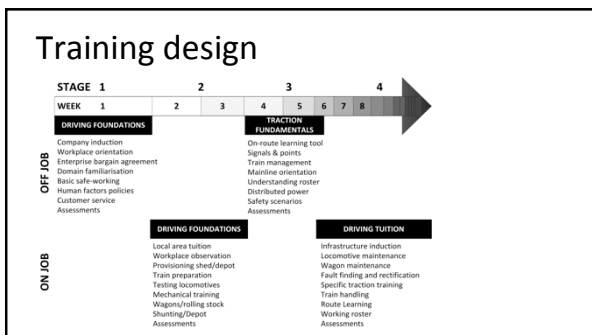 Training design
STAGE 1 2 3 4
WEEK 1 2 3 4 5 6 7 8
DRIVING FOUNDATIONS
Company induction
Workplace orientation
Enterprise bargain agreement
Domain familiarisation
Basic safe-working
Human factors policies
Customer service
Assessments
TRACTION
FUNDAMENTALS
On-route learning tool
Signals & points
Train management
Mainline orientation
Understanding roster
Distributed power
Safety scenarios
Assessments
OFF JOB
DRIVING FOUNDATIONS
Local area tuition
Workplace observation
Provisioning shed/depot
Train preparation
Testing locomotives
Mechanical training
Wagons/rolling stock
Shunting/Depot
Assessments
DRIVING TUITION
Infrastructure induction
Locomotive maintenance
Wagon maintenance
Fault finding and rectification
Specific traction training
Train handling
Route Learning
Working roster
Assessments
ON JOB